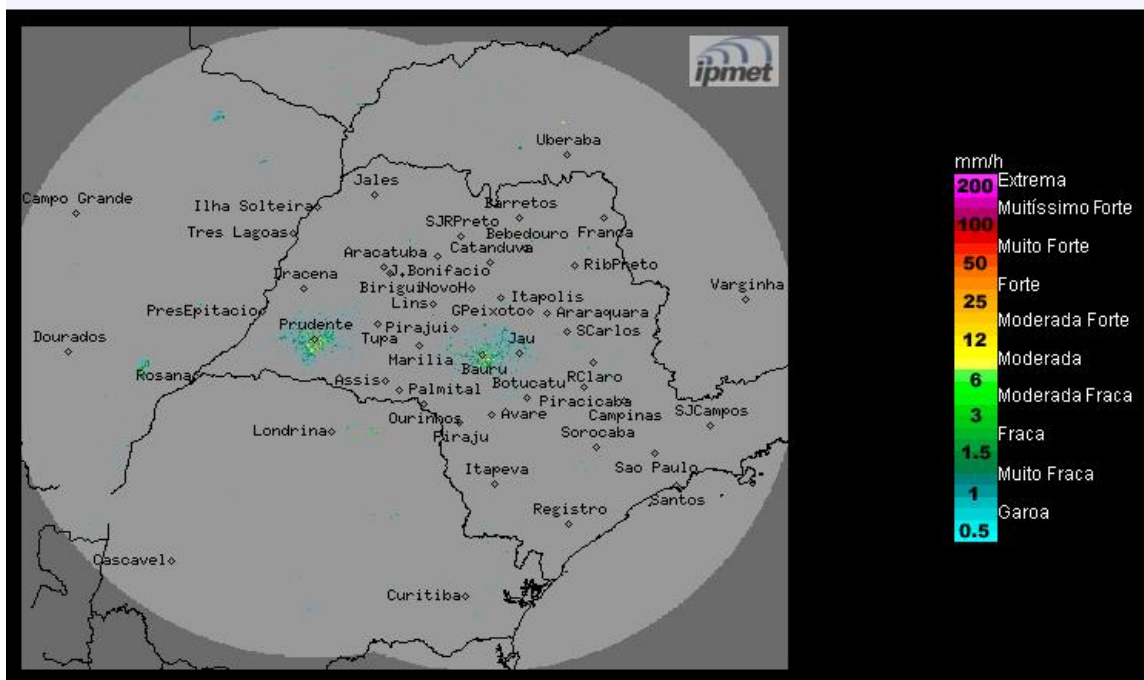 ipmet
Uberaba
Jales
Campo Grande
Ilha Solteira
Barretos
SJRPreto
Tres Lagoas
Bebedouro
Franca
Aracatuba
Catanduva
J.Bonifacio
RibPreto
Dracena
Birigui
NovoH
Varginha
Lins
Itapolis
PresEpitacio
GPeixoto
Araraquara
Prudente
Pirajui
SCarlos
Dourados
Tupa
Jau
Marilia
Bauru
Rosana
Assis
Botucatu
RClaro
Palmital
Piracicaba
Ourinhos
Avare
Campinas
SJCampos
Londrina
Piraju
Sorocaba
Itapeva
Sao Paulo
Santos
Registro
Cascavel
Curitiba
mm/h
200 Extrema
Muitíssimo Forte
100
Muito Forte
50
Forte
25
Moderada Forte
12
Moderada
6
Moderada Fraca
3
Fraca
1.5
Muito Fraca
1
Garoa
0.5